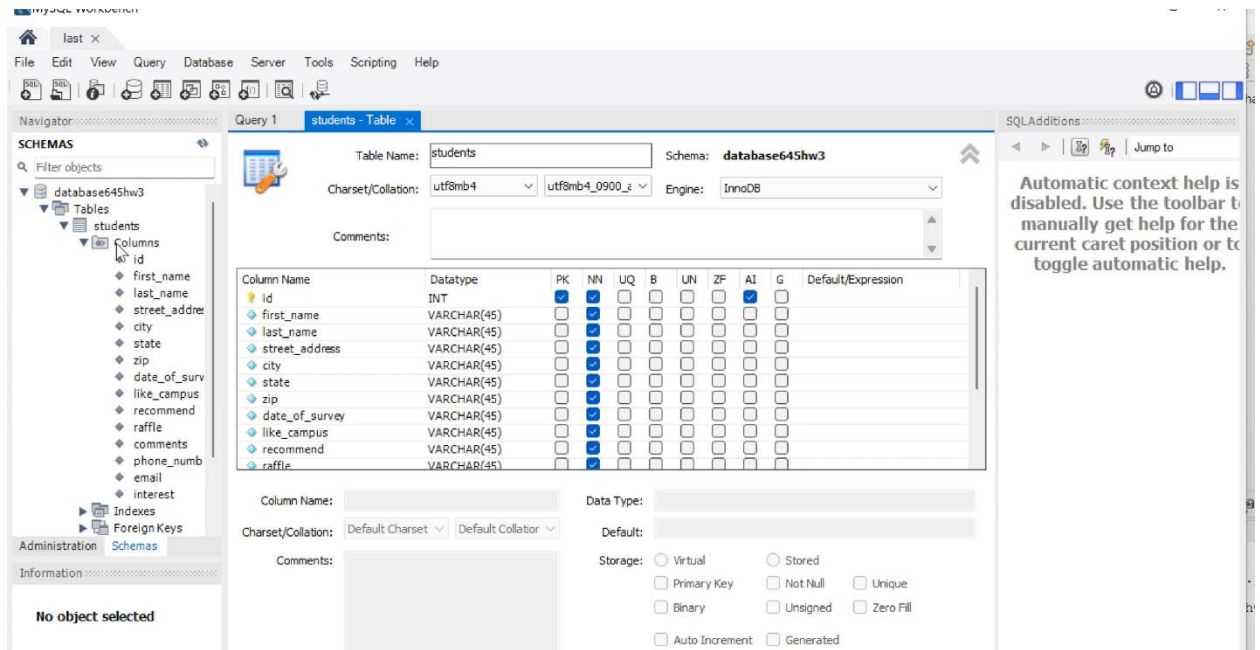 MySQL Workbench
last ×
File Edit View Query Database Server Tools Scripting Help
Navigator
SCHEMAS
Filter objects
database645hw3
Tables
students
Columns
id
first_name
last_name
street_addre
city
state
zip
date_of_surv
like_campus
recommend
raffle
comments
phone_numb
email
interest
Indexes
Foreign Keys
Administration Schemas
Information
No object selected
Query 1 students - Table ×
Table Name: students Schema: database645hw3
Charset/Collation: utf8mb4 utf8mb4_0900_a Engine: InnoDB
Comments:
Column Name Datatype PK NN UQ B UN ZF AI G Default/Expression
id INT
first_name VARCHAR(45)
last_name VARCHAR(45)
street_address VARCHAR(45)
city VARCHAR(45)
state VARCHAR(45)
zip VARCHAR(45)
date_of_survey VARCHAR(45)
like_campus VARCHAR(45)
recommend VARCHAR(45)
raffle VARCHAR(45)
Column Name: Data Type:
Charset/Collation: Default Charset Default Collation Default:
Comments: Storage: Virtual Stored
Primary Key Not Null Unique
Binary Unsigned Zero Fill
Auto Increment Generated
SQLAdditions
Jump to
Automatic context help is
disabled. Use the toolbar to
manually get help for the
current caret position or to
toggle automatic help.